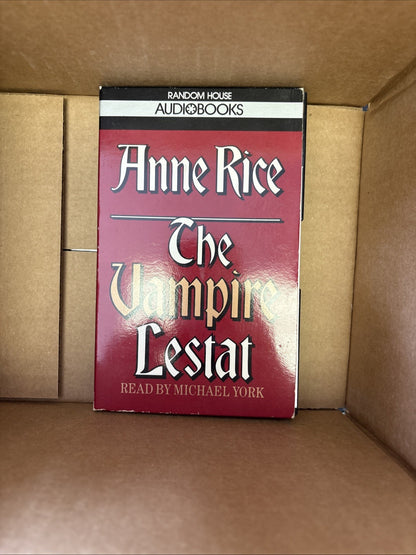 RANDOM HOUSE
AUDIOBOOKS
Anne Rice
The
Vampire
Lestat
READ BY MICHAEL YORK